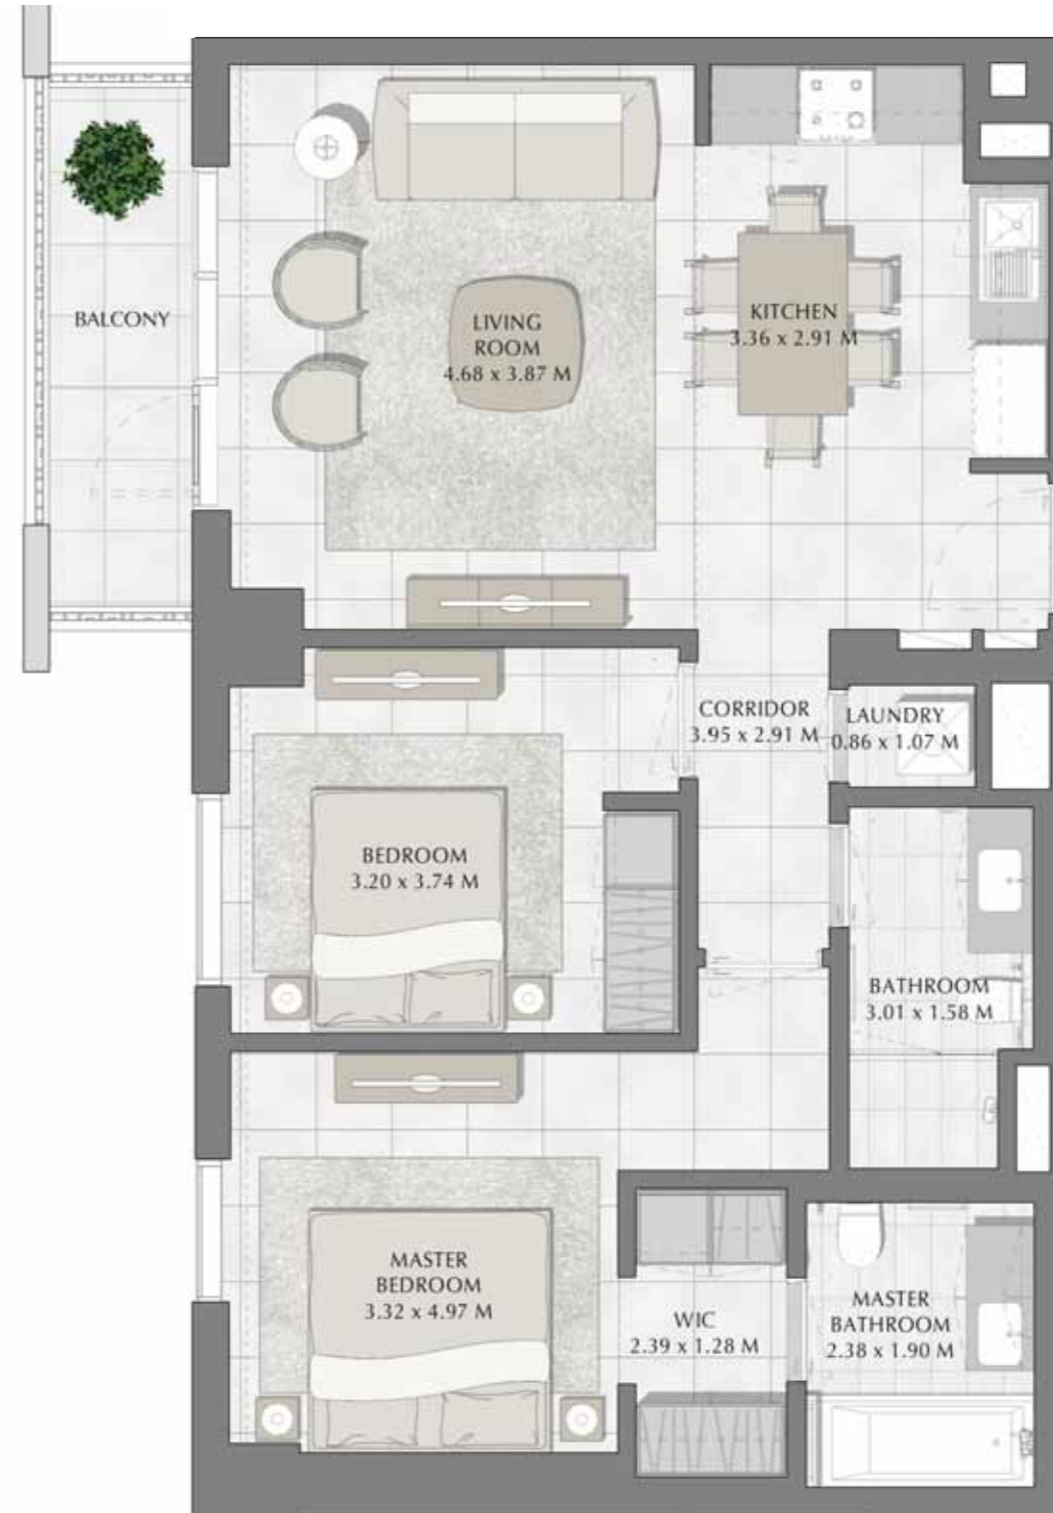 BALCONY
LIVING
ROOM
4.68 x 3.87 M
KITCHEN
3.36 x 2.91 M
CORRIDOR
3.95 x 2.91 M
LAUNDRY
0.86 x 1.07 M
BEDROOM
3.20 x 3.74 M
BATHROOM
3.01 x 1.58 M
MASTER
BEDROOM
3.32 x 4.97 M
WIC
2.39 x 1.28 M
MASTER
BATHROOM
2.38 x 1.90 M